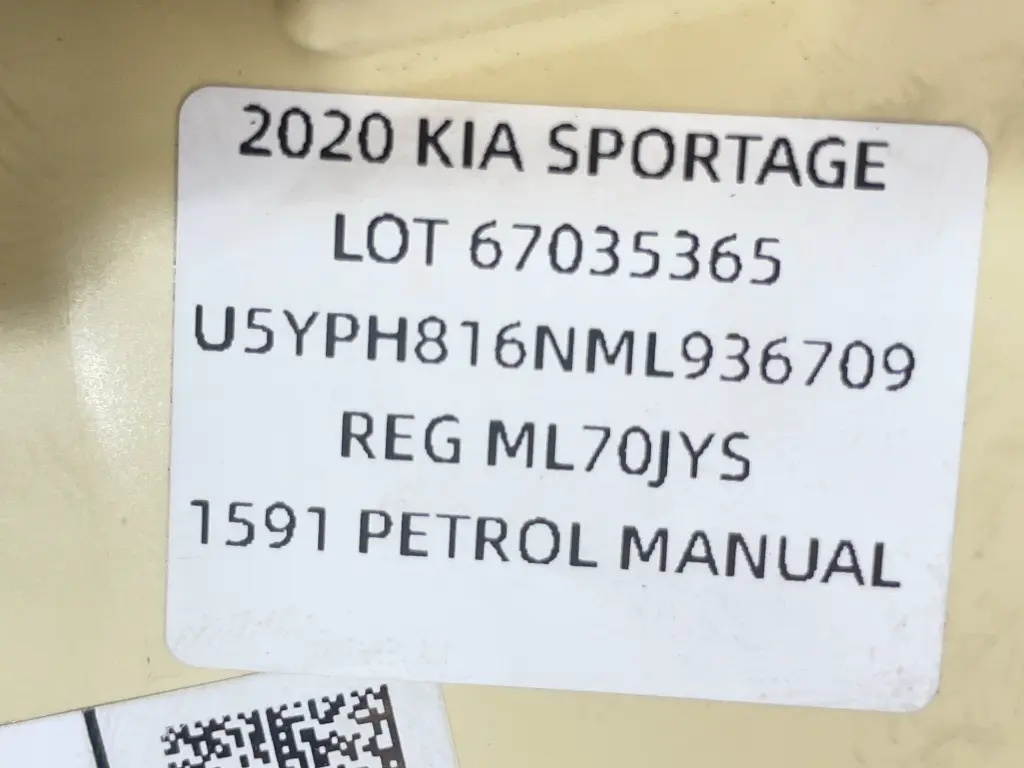 2020 KIA SPORTAGE
LOT 67035365
U5YPH816NML936709
REG ML70JYS
1591 PETROL MANUAL